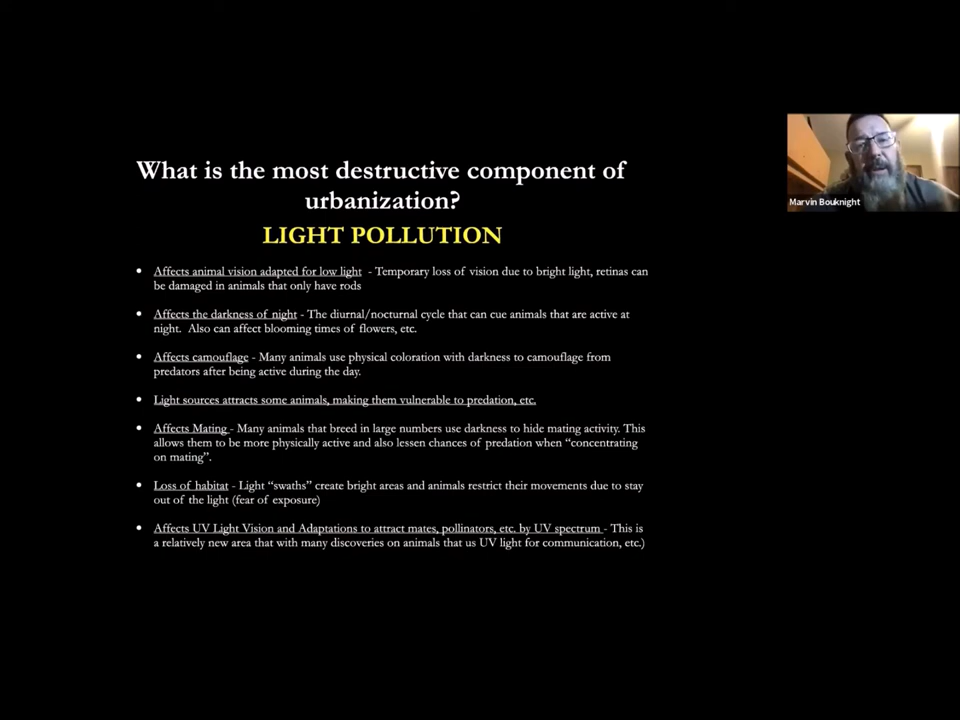 What is the most destructive component of
urbanization?
LIGHT POLLUTION
• Affects animal vision adapted for low light - Temporary loss of vision due to bright light, retinas can
be damaged in animals that only have rods
• Affects the darkness of night - The diurnal/nocturnal cycle that can cue animals that are active at
night. Also can affect blooming times of flowers, etc.
• Affects camouflage - Many animals use physical coloration with darkness to camouflage from
predators after being active during the day.
• Light sources attracts some animals, making them vulnerable to predation, etc.
• Affects Mating - Many animals that breed in large numbers use darkness to hide mating activity. This
allows them to be more physically active and also lessen chances of predation when “concentrating
on mating”.
• Loss of habitat - Light “swaths” create bright areas and animals restrict their movements due to stay
out of the light (fear of exposure)
• Affects UV Light Vision and Adaptations to attract mates, pollinators, etc. by UV spectrum - This is
a relatively new area that with many discoveries on animals that us UV light for communication, etc.)
Marvin Bouknight